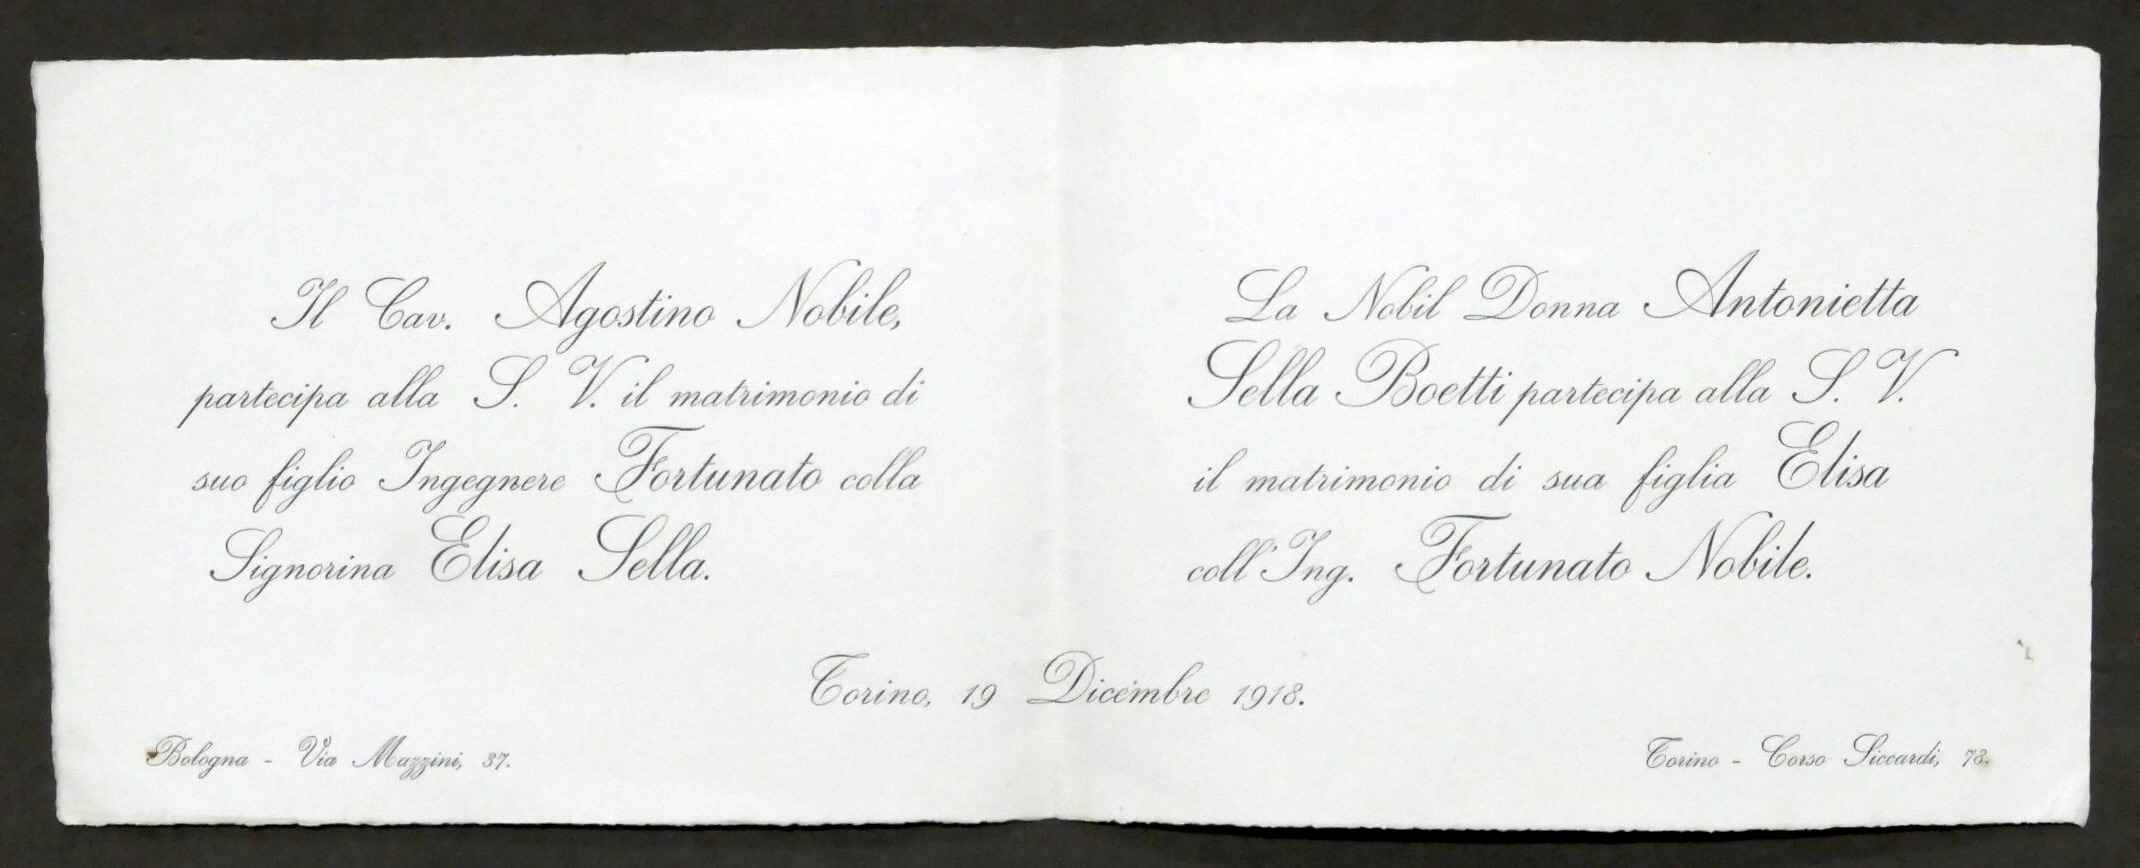 Il Cav. Agostino Nobile,
partecipa alla S. V. il matrimonio di
suo figlio Ingegnere Fortunato colla
Signorina Elisa Sella.
La Nobil Donna Antonietta
Sella Boetti partecipa alla S. V.
il matrimonio di sua figlia Elisa
coll'Ing. Fortunato Nobile.
Torino, 19 Dicembre 1918.
Bologna - Via Mazzini, 37.
Torino - Corso Siccardi, 73.